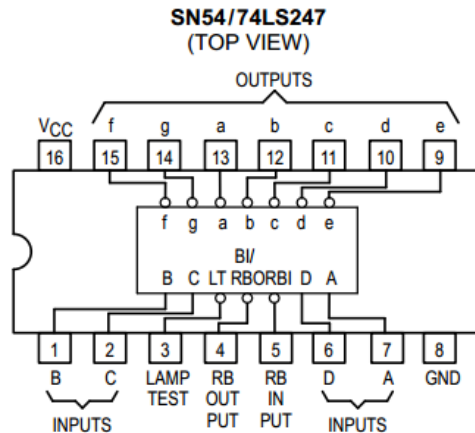 SN54/74LS247
(TOP VIEW)
OUTPUTS
VCC f g a b c d e
16 15 14 13 12 11 10 9
f g a b c d e
BI/
B C LT RBO RBI D A
1 2 3 4 5 6 7 8
B C LAMP TEST RB OUT PUT RB IN PUT D A GND
INPUTS INPUTS